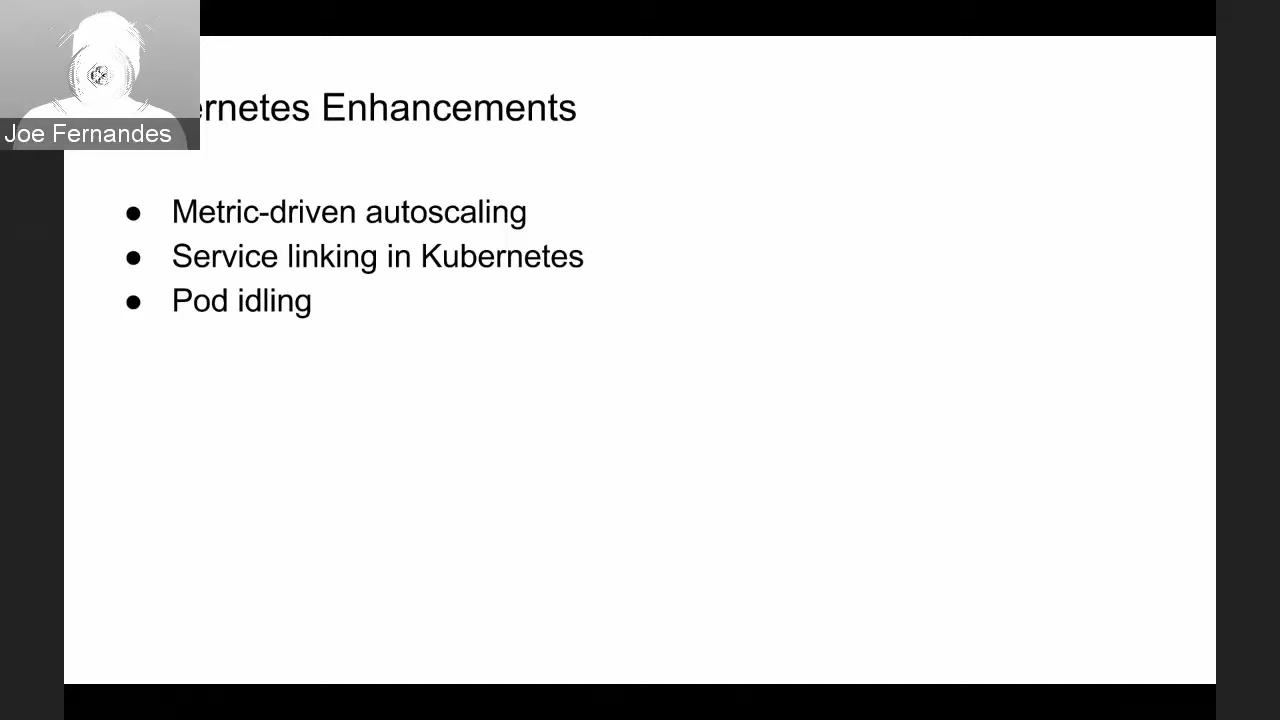 Joe Fernandes
ernetes Enhancements
● Metric-driven autoscaling
● Service linking in Kubernetes
● Pod idling